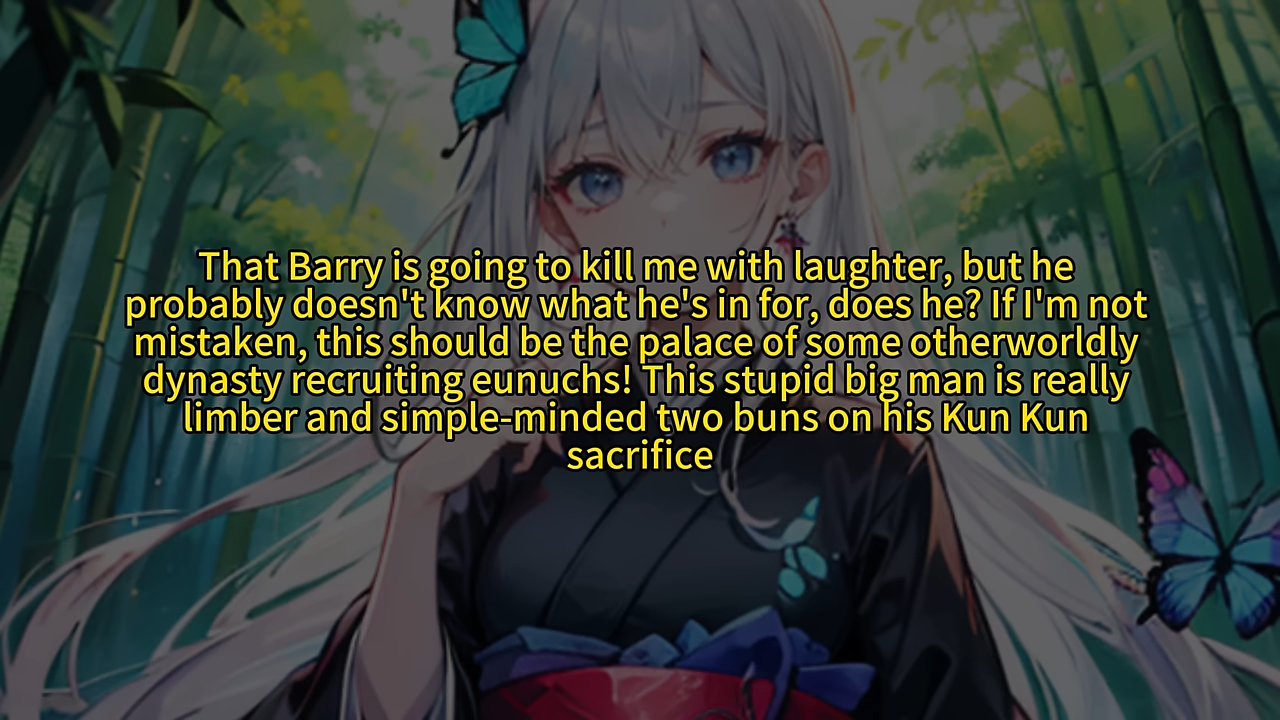 That Barry is going to kill me with laughter, but he
probably doesn't know what he's in for, does he? If I'm not
mistaken, this should be the palace of some otherworldly
dynasty recruiting eunuchs! This stupid big man is really
limber and simple-minded two buns on his Kun Kun
sacrifice